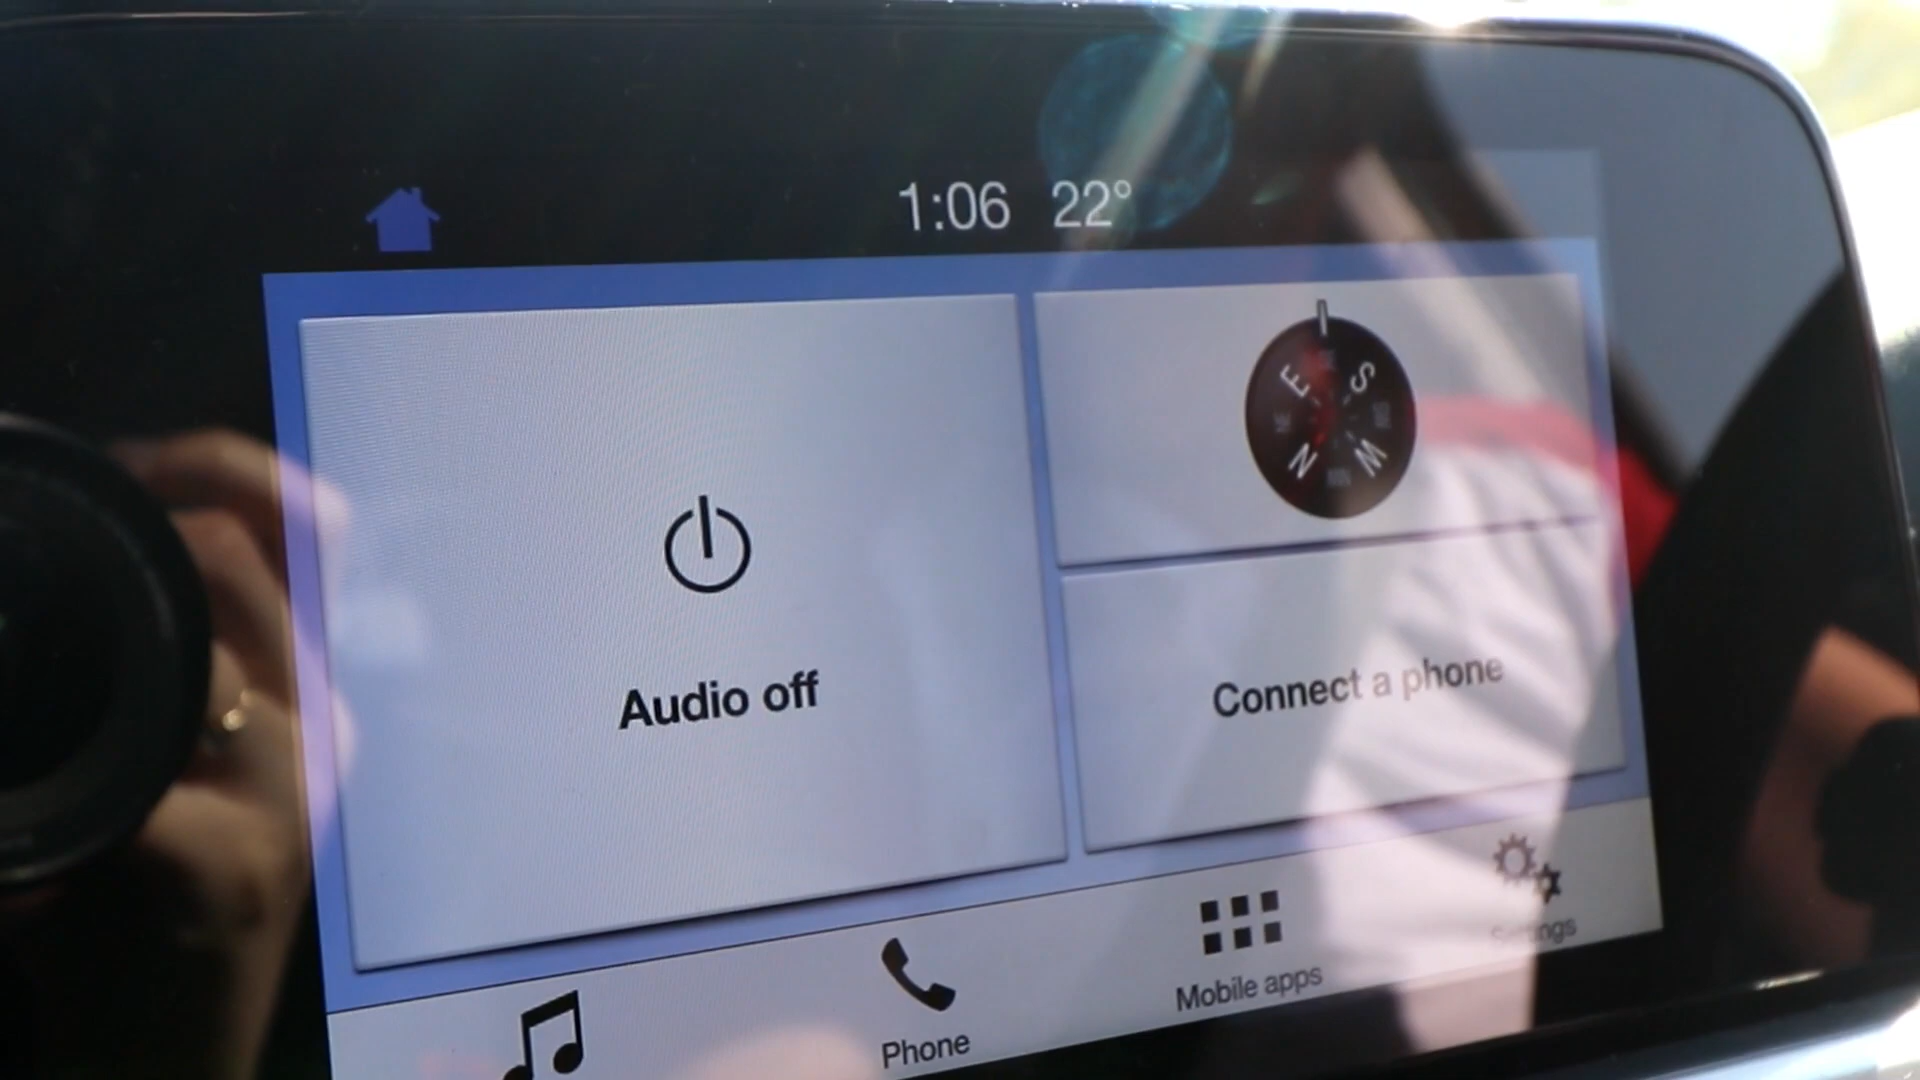 1:06 22°
E S
N W
Audio off
Connect a phone
Phone
Mobile apps
Settings